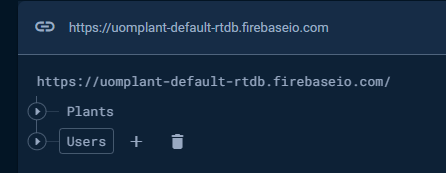 https://uomplant-default-rtdb.firebaseio.com
https://uomplant-default-rtdb.firebaseio.com/
Plants
Users